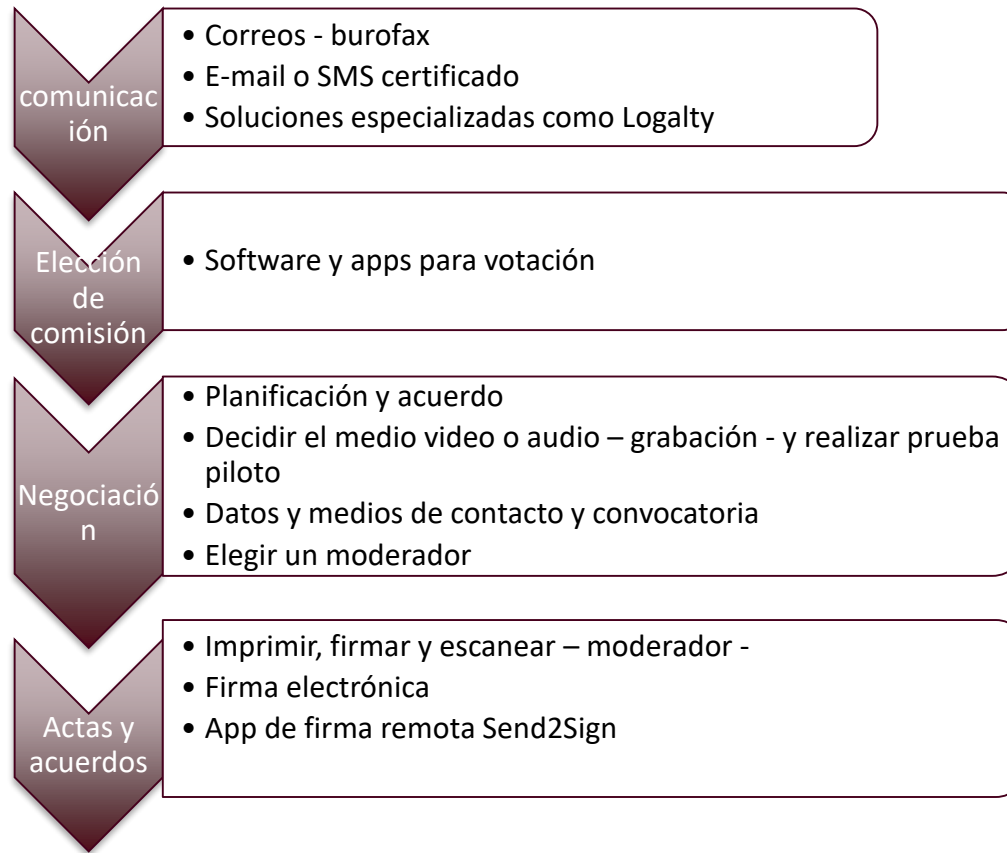 comunicac
ión
• Correos - burofax
• E-mail o SMS certificado
• Soluciones especializadas como Logalty
Elección
de
comisión
• Software y apps para votación
Negociació
n
• Planificación y acuerdo
• Decidir el medio video o audio – grabación - y realizar prueba
piloto
• Datos y medios de contacto y convocatoria
• Elegir un moderador
Actas y
acuerdos
• Imprimir, firmar y escanear – moderador -
• Firma electrónica
• App de firma remota Send2Sign